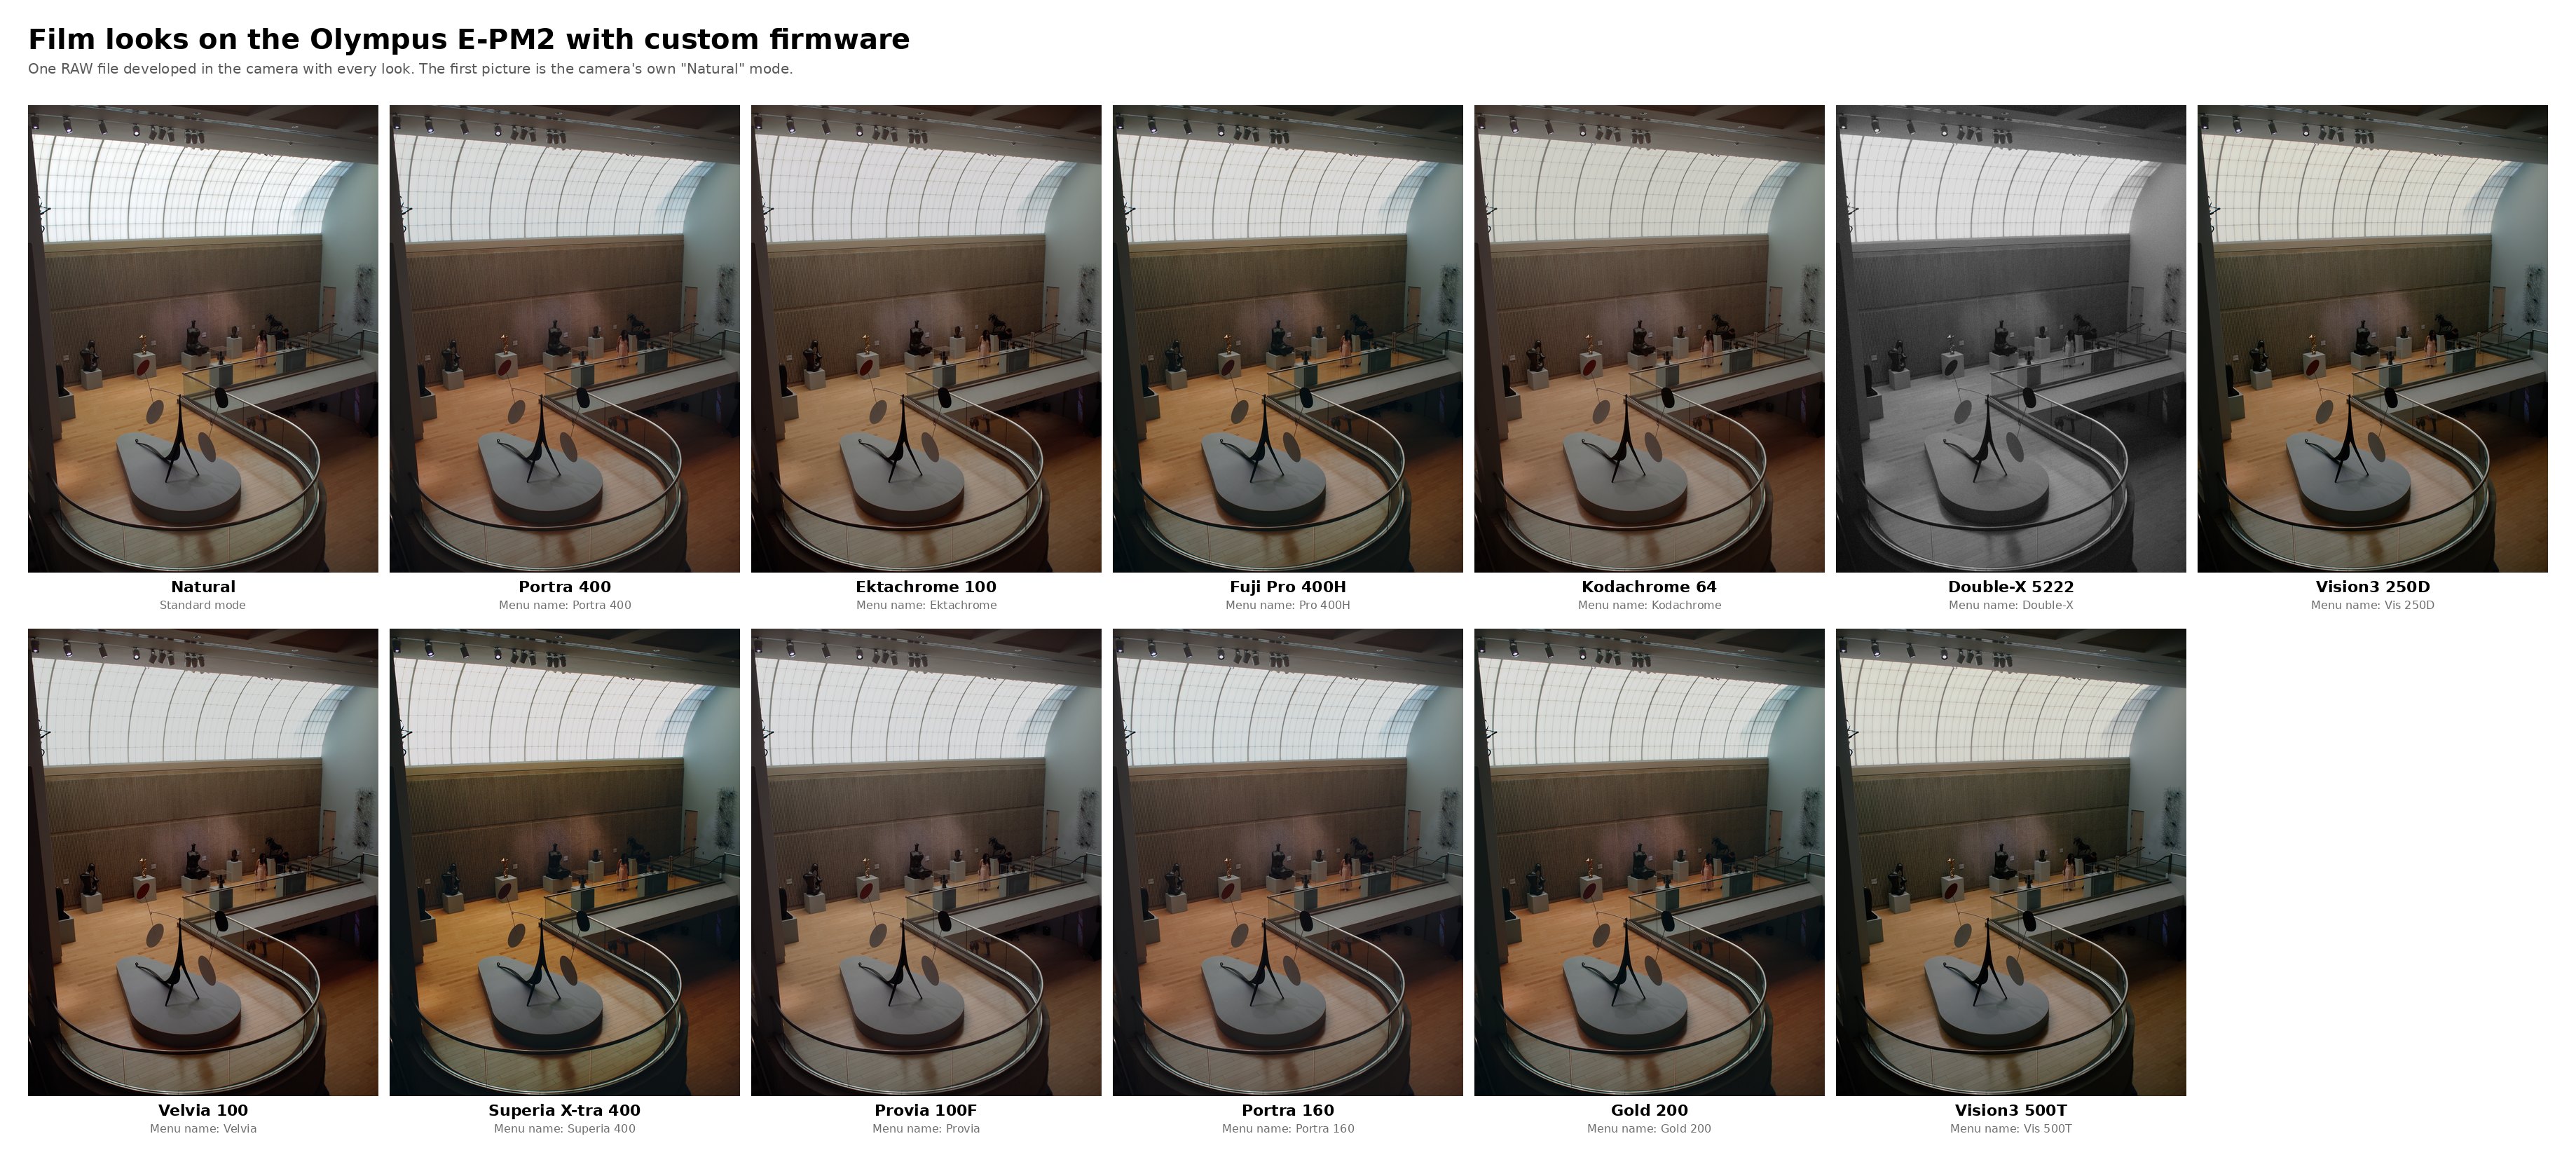 Film looks on the Olympus E-PM2 with custom firmware
One RAW file developed in the camera with every look. The first picture is the camera's own "Natural" mode.
Natural
Standard mode
Portra 400
Menu name: Portra 400
Ektachrome 100
Menu name: Ektachrome
Fuji Pro 400H
Menu name: Pro 400H
Kodachrome 64
Menu name: Kodachrome
Double-X 5222
Menu name: Double-X
Vision3 250D
Menu name: Vis 250D
Velvia 100
Menu name: Velvia
Superia X-tra 400
Menu name: Superia 400
Provia 100F
Menu name: Provia
Portra 160
Menu name: Portra 160
Gold 200
Menu name: Gold 200
Vision3 500T
Menu name: Vis 500T